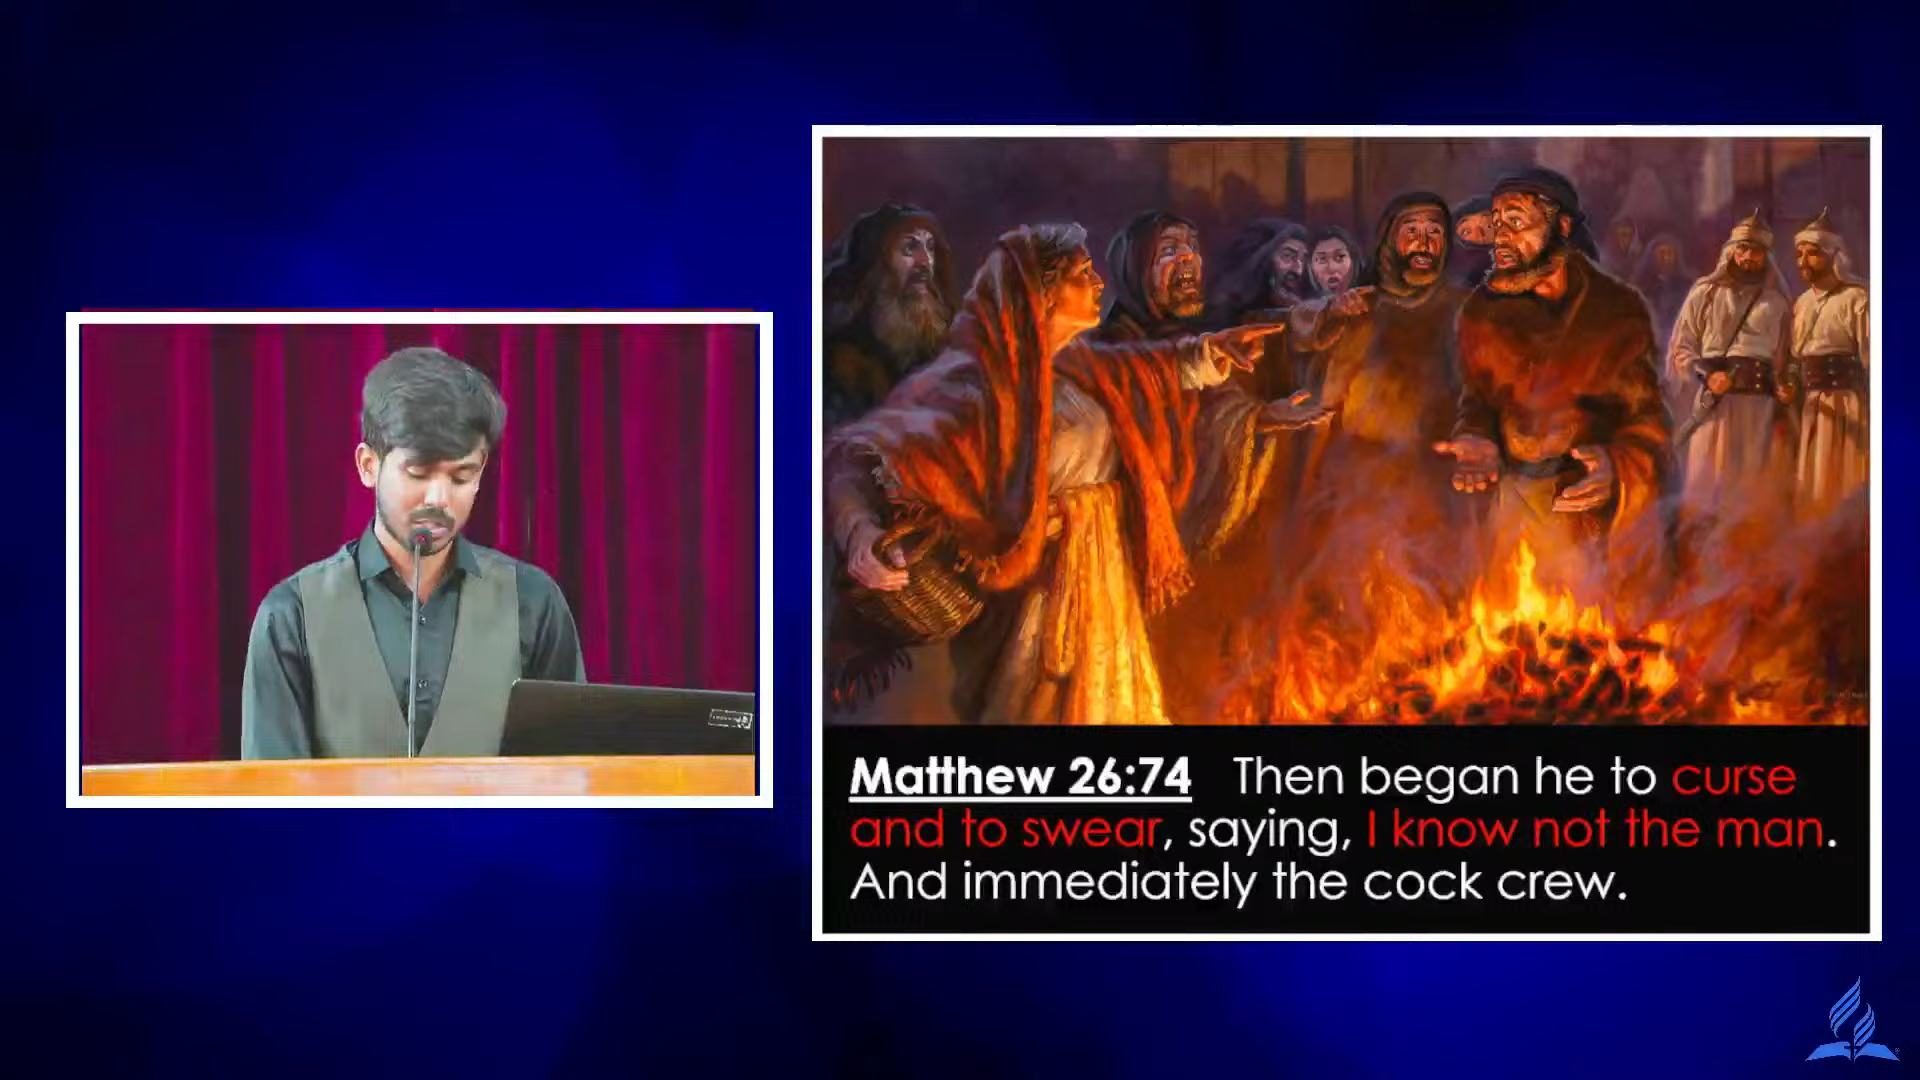 Matthew 26:74 Then began he to curse
and to swear, saying, I know not the man.
And immediately the cock crew.